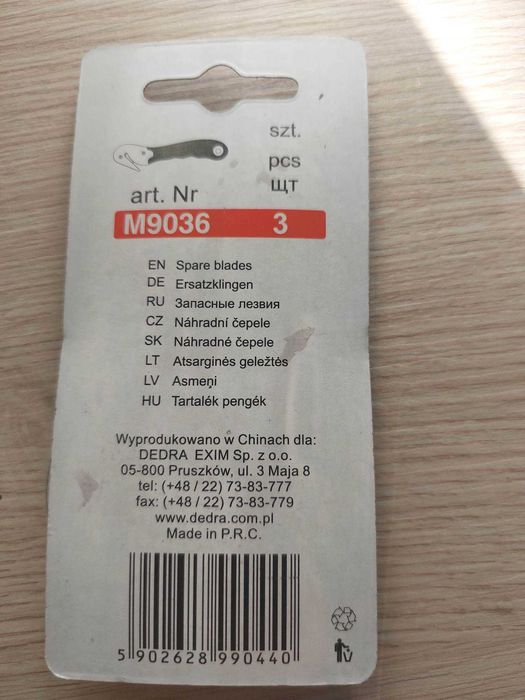 szt.
pcs
щт
art. Nr
M9036 3
EN Spare blades
DE Ersatzklingen
RU Запасные лезвия
CZ Náhradní čepele
SK Náhradné čepele
LT Atsarginės geležtės
LV Asmeņi
HU Tartalék pengék
Wyprodukowano w Chinach dla:
DEDRA EXIM Sp. z o.o.
05-800 Pruszków, ul. 3 Maja 8
tel: (+48 / 22) 73-83-777
fax: (+48 / 22) 73-83-779
www.dedra.com.pl
Made in P.R.C.
5 902628 990440